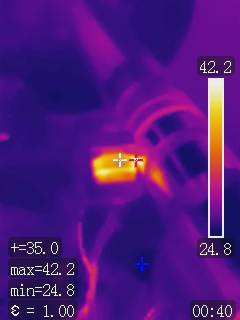 42.2
24.8
+=35.0
max=42.2
min=24.8
ε = 1.00
00:40